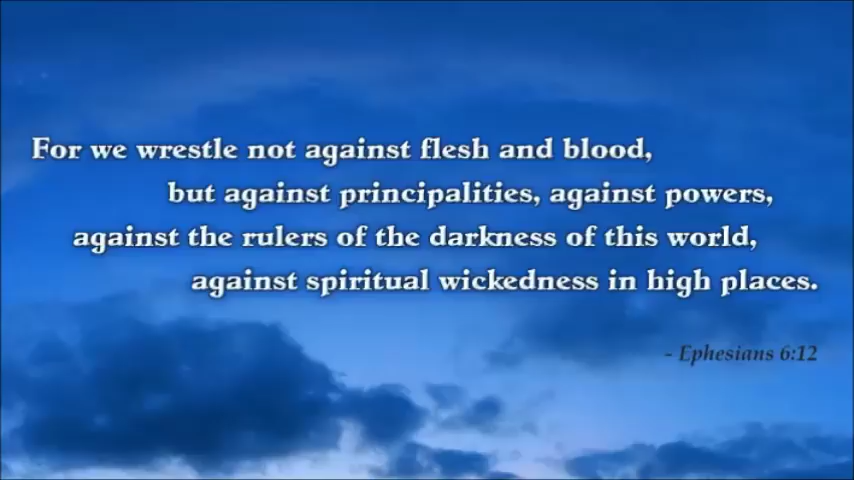 For we wrestle not against flesh and blood,
but against principalities, against powers,
against the rulers of the darkness of this world,
against spiritual wickedness in high places.
- Ephesians 6:12